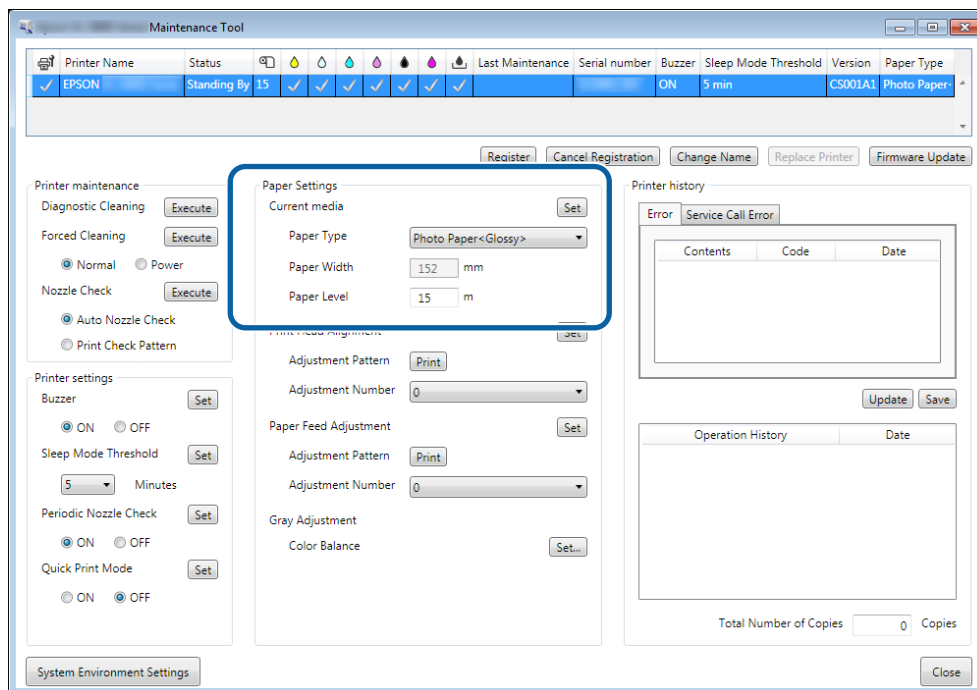 Maintenance Tool
Printer Name Status Last Maintenance Serial number Buzzer Sleep Mode Threshold Version Paper Type
EPSON Standing By 15 ON 5 min CS001A1 Photo Paper
Register Cancel Registration Change Name Replace Printer Firmware Update
Printer maintenance
Diagnostic Cleaning Execute
Forced Cleaning Execute
Normal Power
Nozzle Check Execute
Auto Nozzle Check
Print Check Pattern
Printer settings
Buzzer Set
ON OFF
Sleep Mode Threshold Set
5 Minutes
Periodic Nozzle Check Set
ON OFF
Quick Print Mode Set
ON OFF
Paper Settings
Current media Set
Paper Type Photo Paper<Glossy>
Paper Width 152 mm
Paper Level 15 m
Print Head Alignment Set
Adjustment Pattern Print
Adjustment Number 0
Paper Feed Adjustment Set
Adjustment Pattern Print
Adjustment Number 0
Gray Adjustment
Color Balance Set...
Printer history
Error Service Call Error
Contents Code Date
Update Save
Operation History Date
Total Number of Copies 0 Copies
System Environment Settings Close